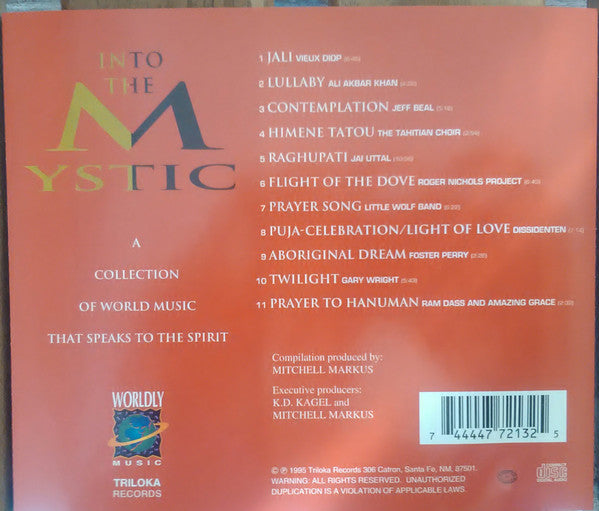 INTO
THE
MYSTIC
A
COLLECTION
OF WORLD MUSIC
THAT SPEAKS TO THE SPIRIT
WORLDLY
MUSIC
TRILOKA
RECORDS
1 JALI VIEUX DIOP
2 LULLABY ALI AKBAR KHAN
3 CONTEMPLATION JEFF BEAL
4 HIMENE TATOU THE TAHITIAN CHOIR
5 RAGHUPATI JAI UTTAL
6 FLIGHT OF THE DOVE ROGER NICHOLS PROJECT
7 PRAYER SONG LITTLE WOLF BAND
8 PUJA-CELEBRATION/LIGHT OF LOVE DISSIDENTEN
9 ABORIGINAL DREAM FOSTER PERRY
10 TWILIGHT GARY WRIGHT
11 PRAYER TO HANUMAN RAM DASS AND AMAZING GRACE
Compilation produced by:
MITCHELL MARKUS
Executive producers:
K.D. KAGEL and
MITCHELL MARKUS
7 44447 72132 5
© ℗ 1995 Triloka Records 306 Catron, Santa Fe, NM. 87501.
WARNING: ALL RIGHTS RESERVED. UNAUTHORIZED
DUPLICATION IS A VIOLATION OF APPLICABLE LAWS.
COMPACT
disc
DIGITAL AUDIO